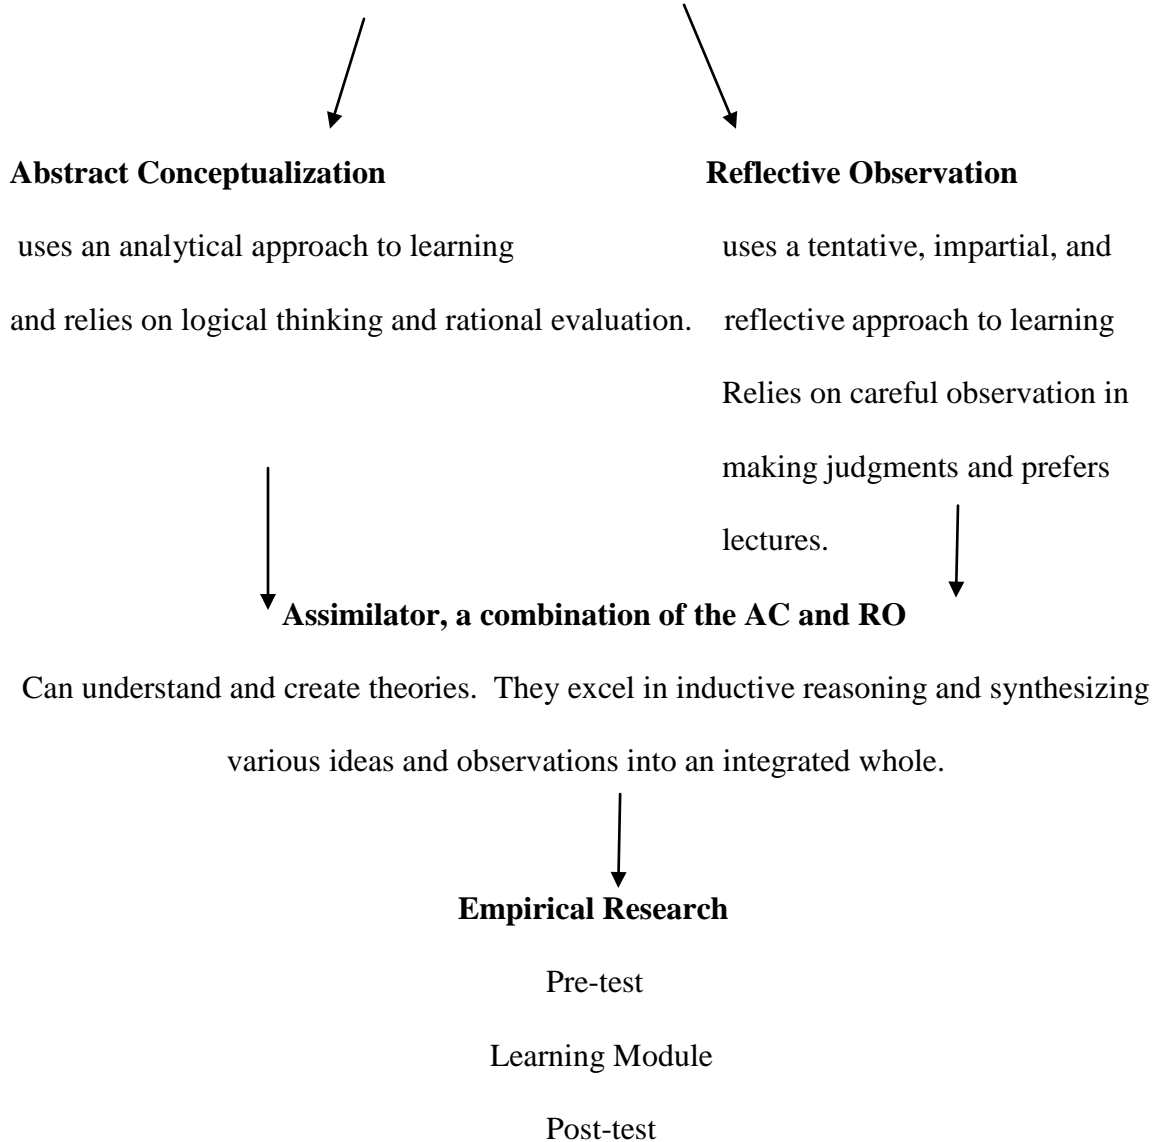 Abstract Conceptualization
uses an analytical approach to learning
and relies on logical thinking and rational evaluation.
Reflective Observation
uses a tentative, impartial, and
reflective approach to learning
Relies on careful observation in
making judgments and prefers
lectures.
Assimilator, a combination of the AC and RO
Can understand and create theories.  They excel in inductive reasoning and synthesizing
various ideas and observations into an integrated whole.
Empirical Research
Pre-test
Learning Module
Post-test